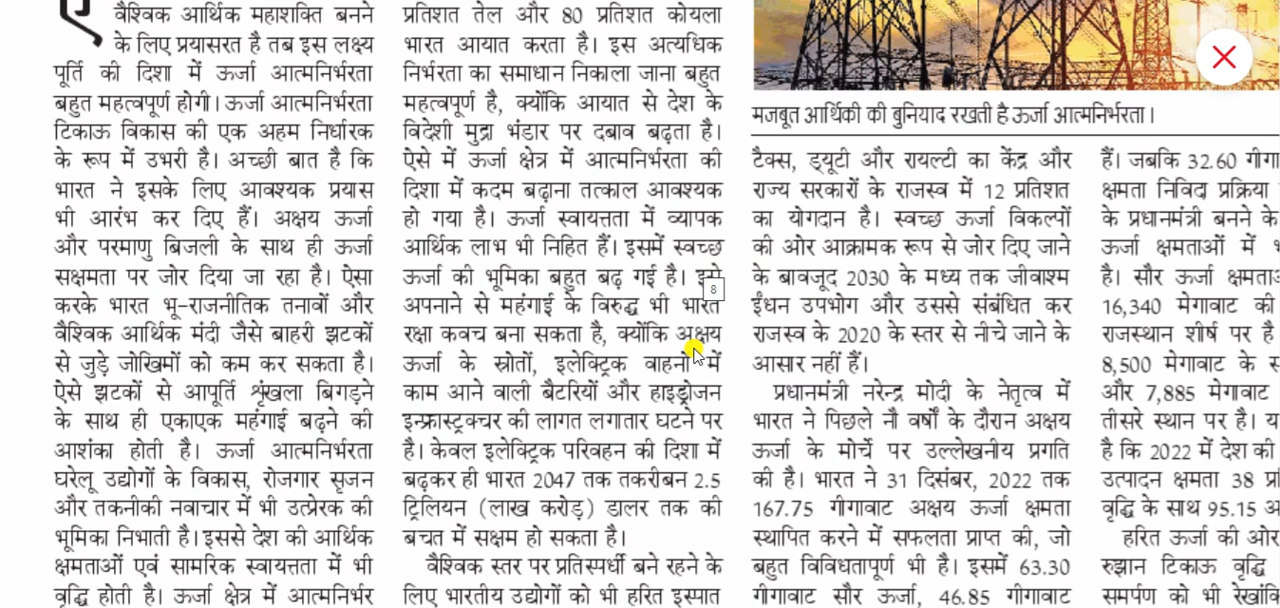 ए
वैश्विक आर्थिक महाशक्ति बनने
के लिए प्रयासरत है तब इस लक्ष्य
पूर्ति की दिशा में ऊर्जा आत्मनिर्भरता
बहुत महत्वपूर्ण होगी। ऊर्जा आत्मनिर्भरता
टिकाऊ विकास की एक अहम निर्धारक
के रूप में उभरी है। अच्छी बात है कि
भारत ने इसके लिए आवश्यक प्रयास
भी आरंभ कर दिए हैं। अक्षय ऊर्जा
और परमाणु बिजली के साथ ही ऊर्जा
सक्षमता पर जोर दिया जा रहा है। ऐसा
करके भारत भू-राजनीतिक तनावों और
वैश्विक आर्थिक मंदी जैसे बाहरी झटकों
से जुड़े जोखिमों को कम कर सकता है।
ऐसे झटकों से आपूर्ति श्रृंखला बिगड़ने
के साथ ही एकाएक महंगाई बढ़ने की
आशंका होती है। ऊर्जा आत्मनिर्भरता
घरेलू उद्योगों के विकास, रोजगार सृजन
और तकनीकी नवाचार में भी उत्प्रेरक की
भूमिका निभाती है। इससे देश की आर्थिक
क्षमताओं एवं सामरिक स्वायत्तता में भी
वृद्धि होती है। ऊर्जा क्षेत्र में आत्मनिर्भर
प्रतिशत तेल और 80 प्रतिशत कोयला
भारत आयात करता है। इस अत्यधिक
निर्भरता का समाधान निकाला जाना बहुत
महत्वपूर्ण है, क्योंकि आयात से देश के
विदेशी मुद्रा भंडार पर दबाव बढ़ता है।
ऐसे में ऊर्जा क्षेत्र में आत्मनिर्भरता की
दिशा में कदम बढ़ाना तत्काल आवश्यक
हो गया है। ऊर्जा स्वायत्तता में व्यापक
आर्थिक लाभ भी निहित हैं। इसमें स्वच्छ
ऊर्जा की भूमिका बहुत बढ़ गई है। इसे
8
अपनाने से महंगाई के विरुद्ध भी भारत
रक्षा कवच बना सकता है, क्योंकि अक्षय
ऊर्जा के स्रोतों, इलेक्ट्रिक वाहनों में
काम आने वाली बैटरियों और हाइड्रोजन
इन्फ्रास्ट्रक्चर की लागत लगातार घटने पर
है। केवल इलेक्ट्रिक परिवहन की दिशा में
बढ़कर ही भारत 2047 तक तकरीबन 2.5
ट्रिलियन (लाख करोड़) डालर तक की
बचत में सक्षम हो सकता है।
वैश्विक स्तर पर प्रतिस्पर्धी बने रहने के
लिए भारतीय उद्योगों को भी हरित इस्पात
मजबूत आर्थिकी की बुनियाद रखती है ऊर्जा आत्मनिर्भरता।
टैक्स, ड्यूटी और रायल्टी का केंद्र और
राज्य सरकारों के राजस्व में 12 प्रतिशत
का योगदान है। स्वच्छ ऊर्जा विकल्पों
की ओर आक्रामक रूप से जोर दिए जाने
के बावजूद 2030 के मध्य तक जीवाश्म
ईंधन उपभोग और उससे संबंधित कर
राजस्व के 2020 के स्तर से नीचे जाने के
आसार नहीं हैं।
प्रधानमंत्री नरेन्द्र मोदी के नेतृत्व में
भारत ने पिछले नौ वर्षों के दौरान अक्षय
ऊर्जा के मोर्चे पर उल्लेखनीय प्रगति
की है। भारत ने 31 दिसंबर, 2022 तक
167.75 गीगावाट अक्षय ऊर्जा क्षमता
स्थापित करने में सफलता प्राप्त की, जो
बहुत विविधतापूर्ण भी है। इसमें 63.30
गीगावाट सौर ऊर्जा, 46.85 गीगावाट
हैं। जबकि 32.60 गीगा
क्षमता निविदा प्रक्रिया
के प्रधानमंत्री बनने के
ऊर्जा क्षमताओं में
है। सौर ऊर्जा
16,340 मेगावाट की
राजस्थान शीर्ष पर है
8,500 मेगावाट के
और 7,885 मेगावाट
तीसरे स्थान पर है।
है कि 2022 में देश की
उत्पादन क्षमता 38
वृद्धि के साथ 95.15
हरित ऊर्जा की ओर
रुझान टिकाऊ वृद्धि
समर्पण को भी